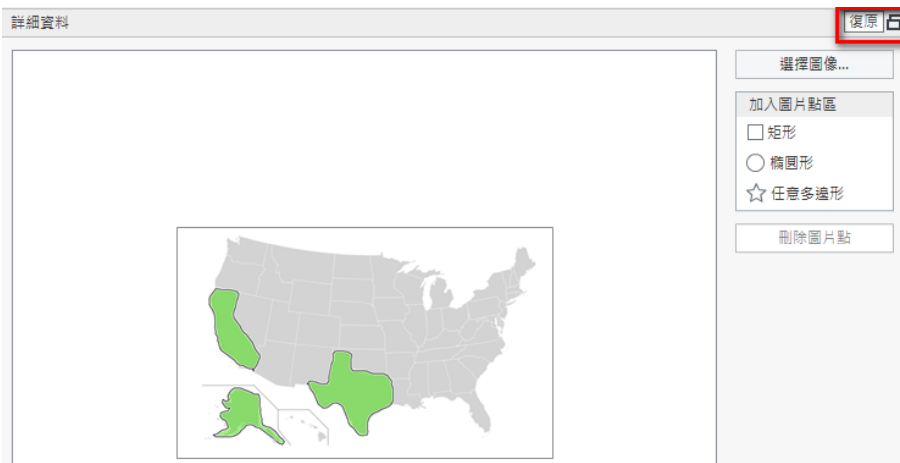 詳細資料
復原
選擇圖像...
加入圖片點區
矩形
橢圓形
任意多邊形
刪除圖片點